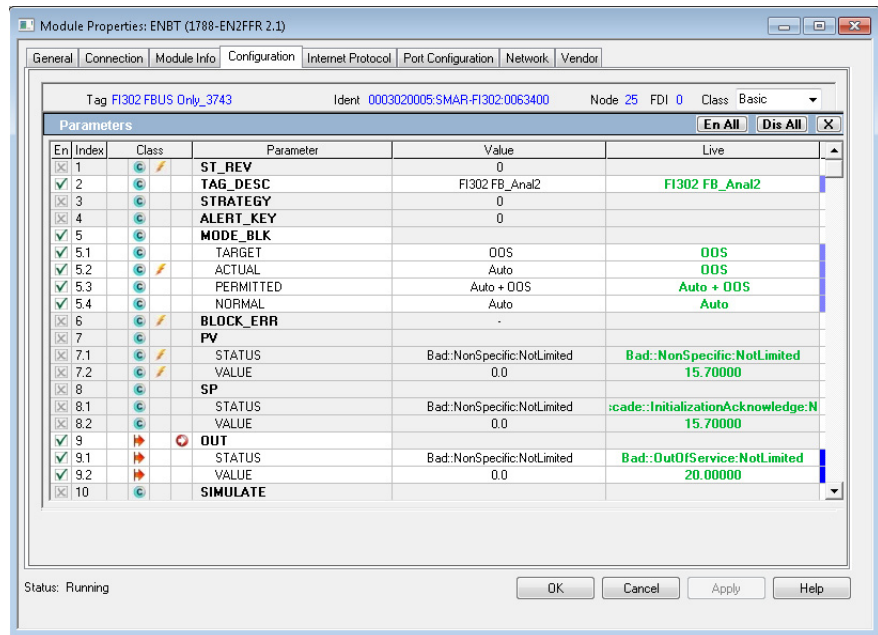 Module Properties: ENBT (1788-EN2FFR 2.1)
General Connection Module Info Configuration Internet Protocol Port Configuration Network Vendor
Tag FI302 FBUS Only_3743 Ident 0003020005:SMAR-FI302:0063400 Node 25 FDI 0 Class Basic
Parameters En All Dis All X
En Index Class Parameter Value Live
1 C ST_REV 0
2 C TAG_DESC FI302 FB_Anal2 FI302 FB_Anal2
3 C STRATEGY 0
4 C ALERT_KEY 0
5 C MODE_BLK
5.1 C TARGET OOS OOS
5.2 C ACTUAL Auto OOS
5.3 C PERMITTED Auto + OOS Auto + OOS
5.4 C NORMAL Auto Auto
6 C BLOCK_ERR -
7 C PV
7.1 C STATUS Bad::NonSpecific:NotLimited Bad::NonSpecific:NotLimited
7.2 C VALUE 0.0 15.70000
8 C SP
8.1 C STATUS Bad::NonSpecific:NotLimited :cade::InitializationAcknowledge:N
8.2 C VALUE 0.0 15.70000
9 OUT
9.1 STATUS Bad::NonSpecific:NotLimited Bad::OutOfService:NotLimited
9.2 VALUE 0.0 20.00000
10 C SIMULATE
Status: Running OK Cancel Apply Help